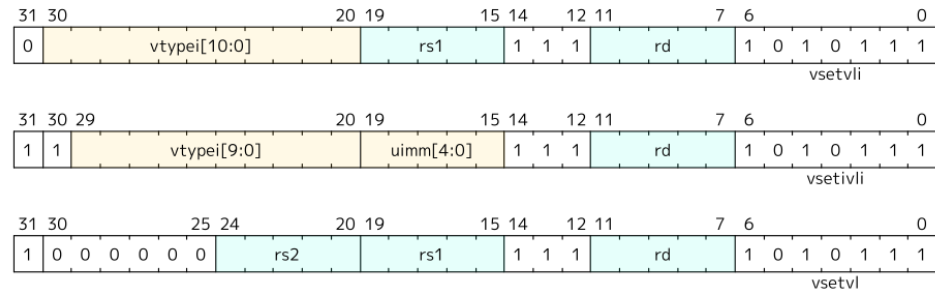 31 30 20 19 15 14 12 11 7 6 0
0 vtypei[10:0] rs1 1 1 1 rd 1 0 1 0 1 1 1
vsetvli
31 30 29 20 19 15 14 12 11 7 6 0
1 1 vtypei[9:0] uimm[4:0] 1 1 1 rd 1 0 1 0 1 1 1
vsetivli
31 30 25 24 20 19 15 14 12 11 7 6 0
1 0 0 0 0 0 0 rs2 rs1 1 1 1 rd 1 0 1 0 1 1 1
vsetvl